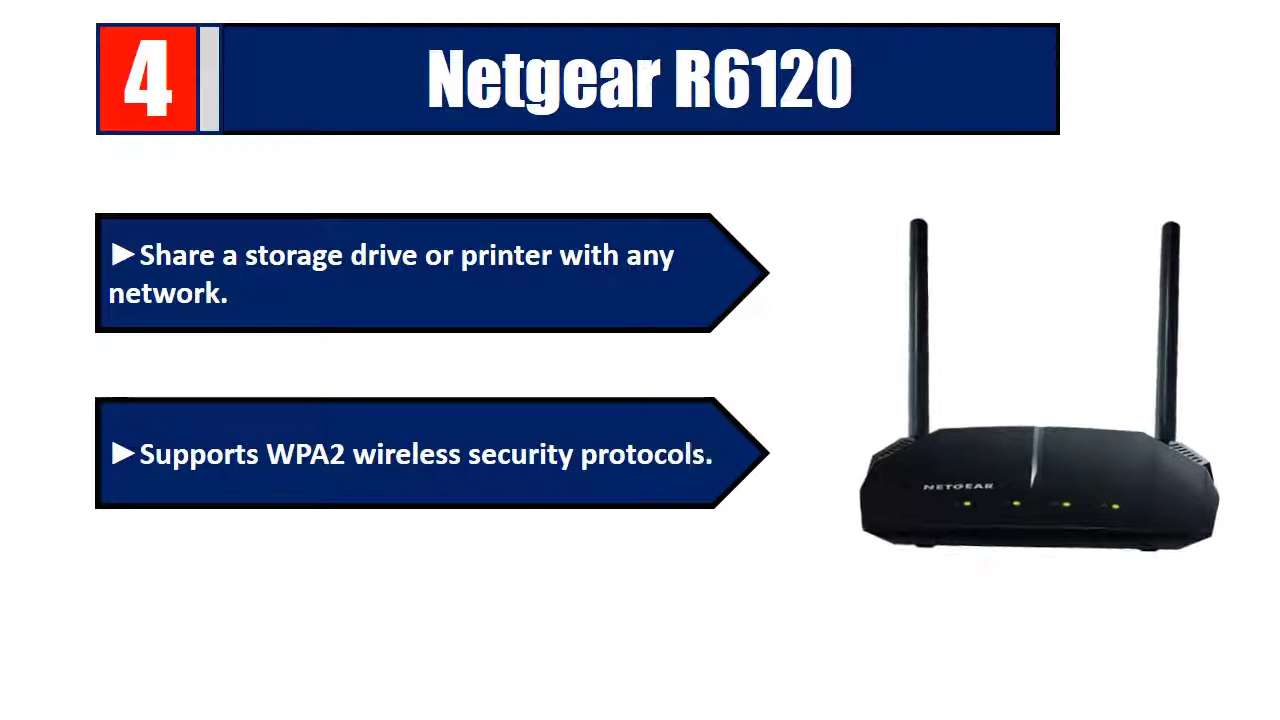 4
Netgear R6120
►Share a storage drive or printer with any
network.
►Supports WPA2 wireless security protocols.
NETGEAR